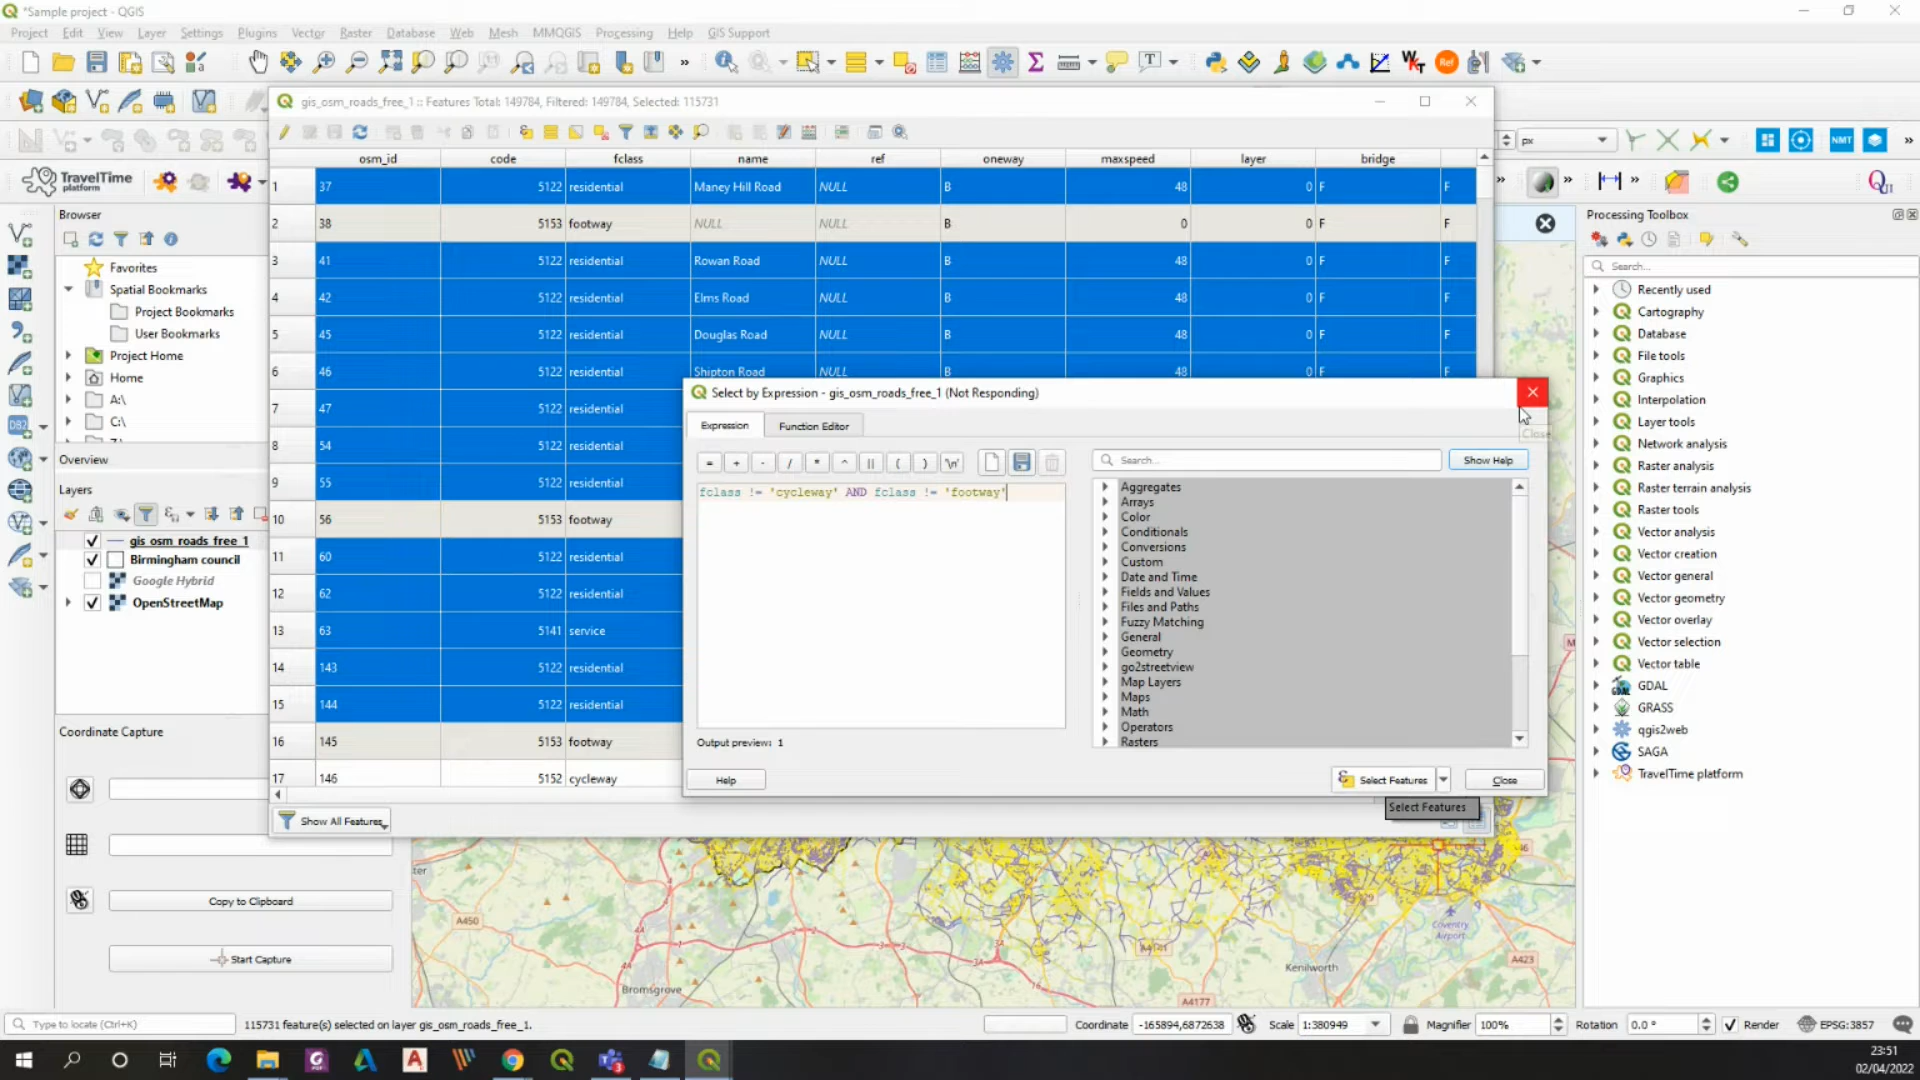 *Sample project - QGIS
Project Edit View Layer Settings Plugins Vector Raster Database Web Mesh MMQGIS Processing Help GIS Support
gis_osm_roads_free_1 :: Features Total: 149784, Filtered: 149784, Selected: 115731
px
NMT
TravelTime
platform
osm_id code fclass name ref oneway maxspeed layer bridge
1 37 5122 residential Maney Hill Road NULL B 48 0 F F
2 38 5153 footway NULL NULL B 0 0 F F
3 41 5122 residential Rowan Road NULL B 48 0 F F
4 42 5122 residential Elms Road NULL B 48 0 F F
5 45 5122 residential Douglas Road NULL B 48 0 F F
6 46 5122 residential Shipton Road NULL B 48 0 F F
7 47 5122 residential
8 54 5122 residential
9 55 5122 residential
10 56 5153 footway
11 60 5122 residential
12 62 5122 residential
13 63 5141 service
14 143 5122 residential
15 144 5122 residential
16 145 5153 footway
17 146 5152 cycleway
Show All Features
Browser
Favorites
Spatial Bookmarks
Project Bookmarks
User Bookmarks
Project Home
Home
A:\
C:\
Overview
Layers
gis_osm_roads_free_1
Birmingham council
Google Hybrid
OpenStreetMap
Coordinate Capture
Copy to Clipboard
Start Capture
Select by Expression - gis_osm_roads_free_1 (Not Responding)
Close
Expression Function Editor
= + - / * ^ || ( ) '\n'
Search...
Show Help
fclass != 'cycleway' AND fclass != 'footway'
Aggregates
Arrays
Color
Conditionals
Conversions
Custom
Date and Time
Fields and Values
Files and Paths
Fuzzy Matching
General
Geometry
go2streetview
Map Layers
Maps
Math
Operators
Rasters
Output preview: 1
Help
Select Features
Close
Select Features
Processing Toolbox
Search...
Recently used
Cartography
Database
File tools
Graphics
Interpolation
Layer tools
Network analysis
Raster analysis
Raster terrain analysis
Raster tools
Vector analysis
Vector creation
Vector general
Vector geometry
Vector overlay
Vector selection
Vector table
GDAL
GRASS
qgis2web
SAGA
TravelTime platform
A450
Bromsgrove
Kenilworth
Coventry
Airport
A423
A4177
Type to locate (Ctrl+K)
115731 feature(s) selected on layer gis_osm_roads_free_1.
Coordinate -165894,6872638
Scale 1:380949
Magnifier 100%
Rotation 0.0 °
Render
EPSG:3857
23:51
02/04/2022